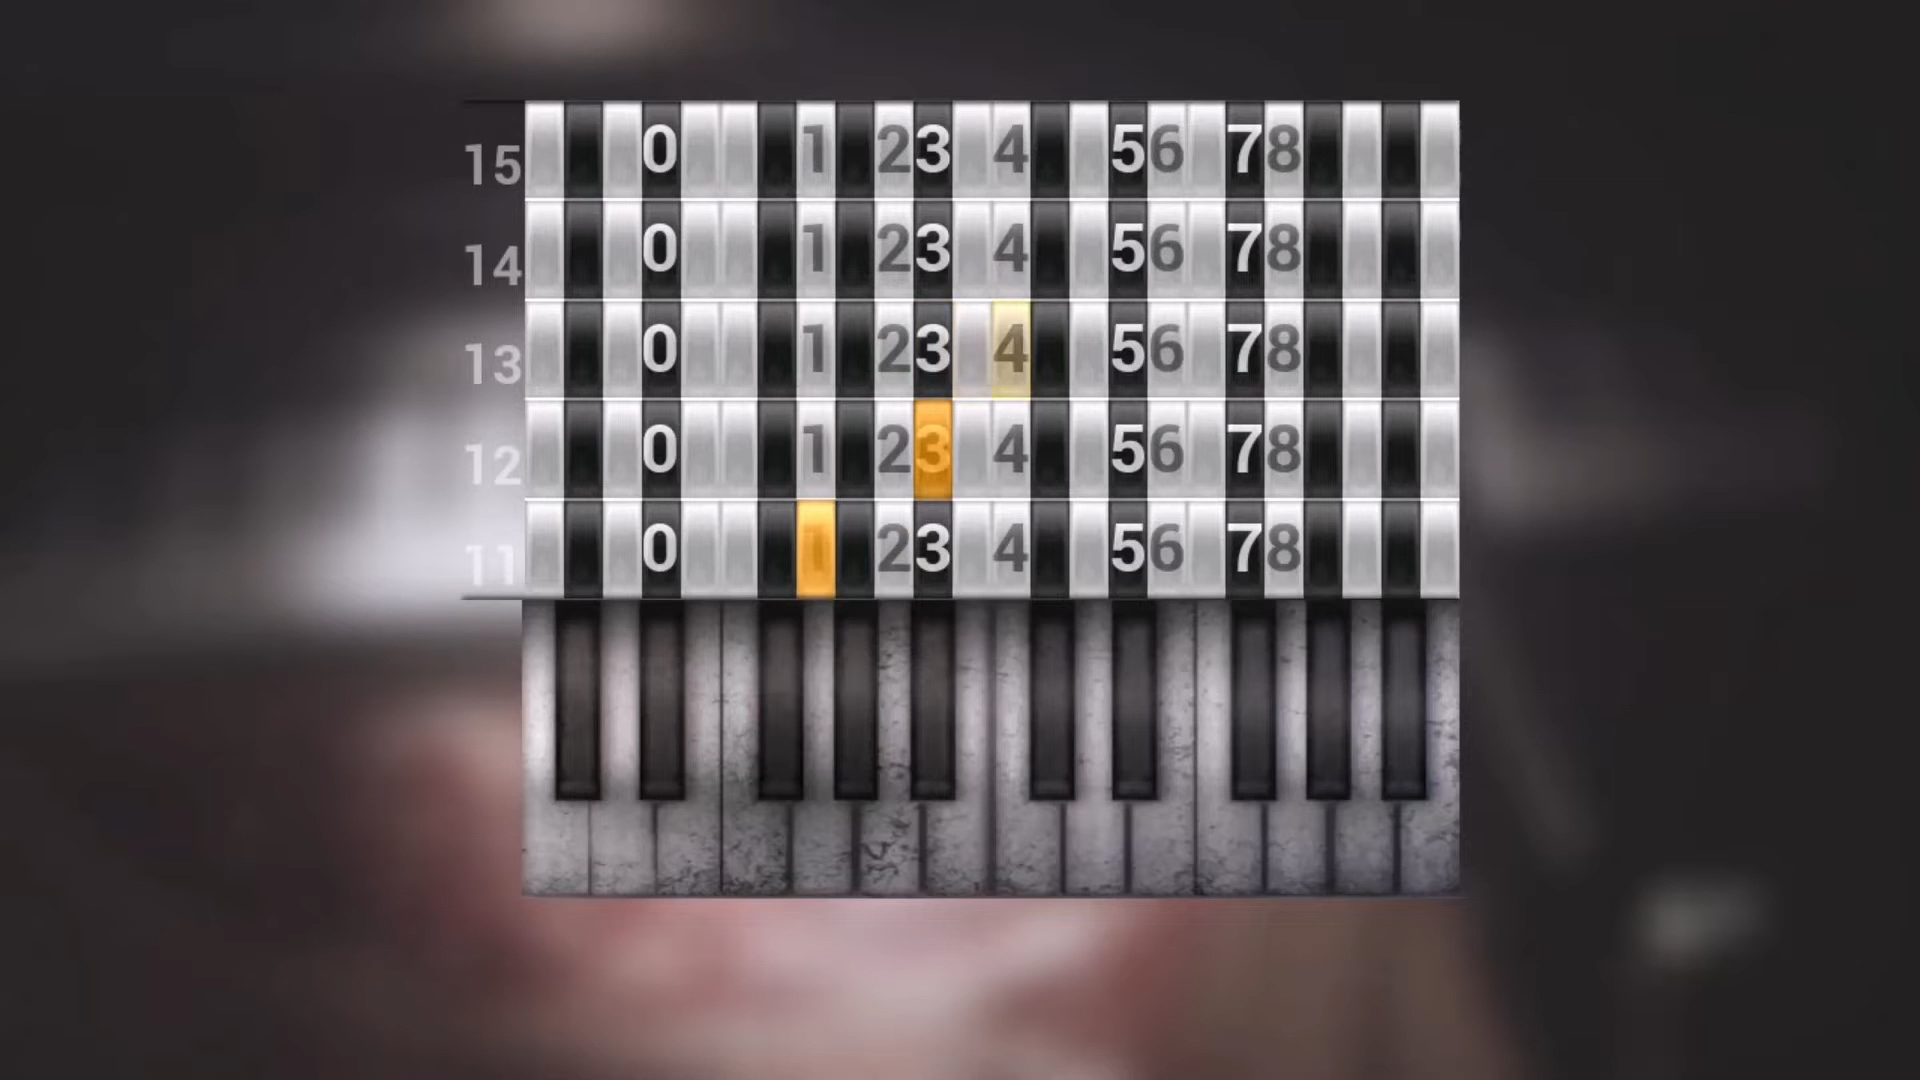 15 0 1 2 3 4 5 6 7 8
14 0 1 2 3 4 5 6 7 8
13 0 1 2 3 4 5 6 7 8
12 0 1 2 3 4 5 6 7 8
11 0 1 2 3 4 5 6 7 8